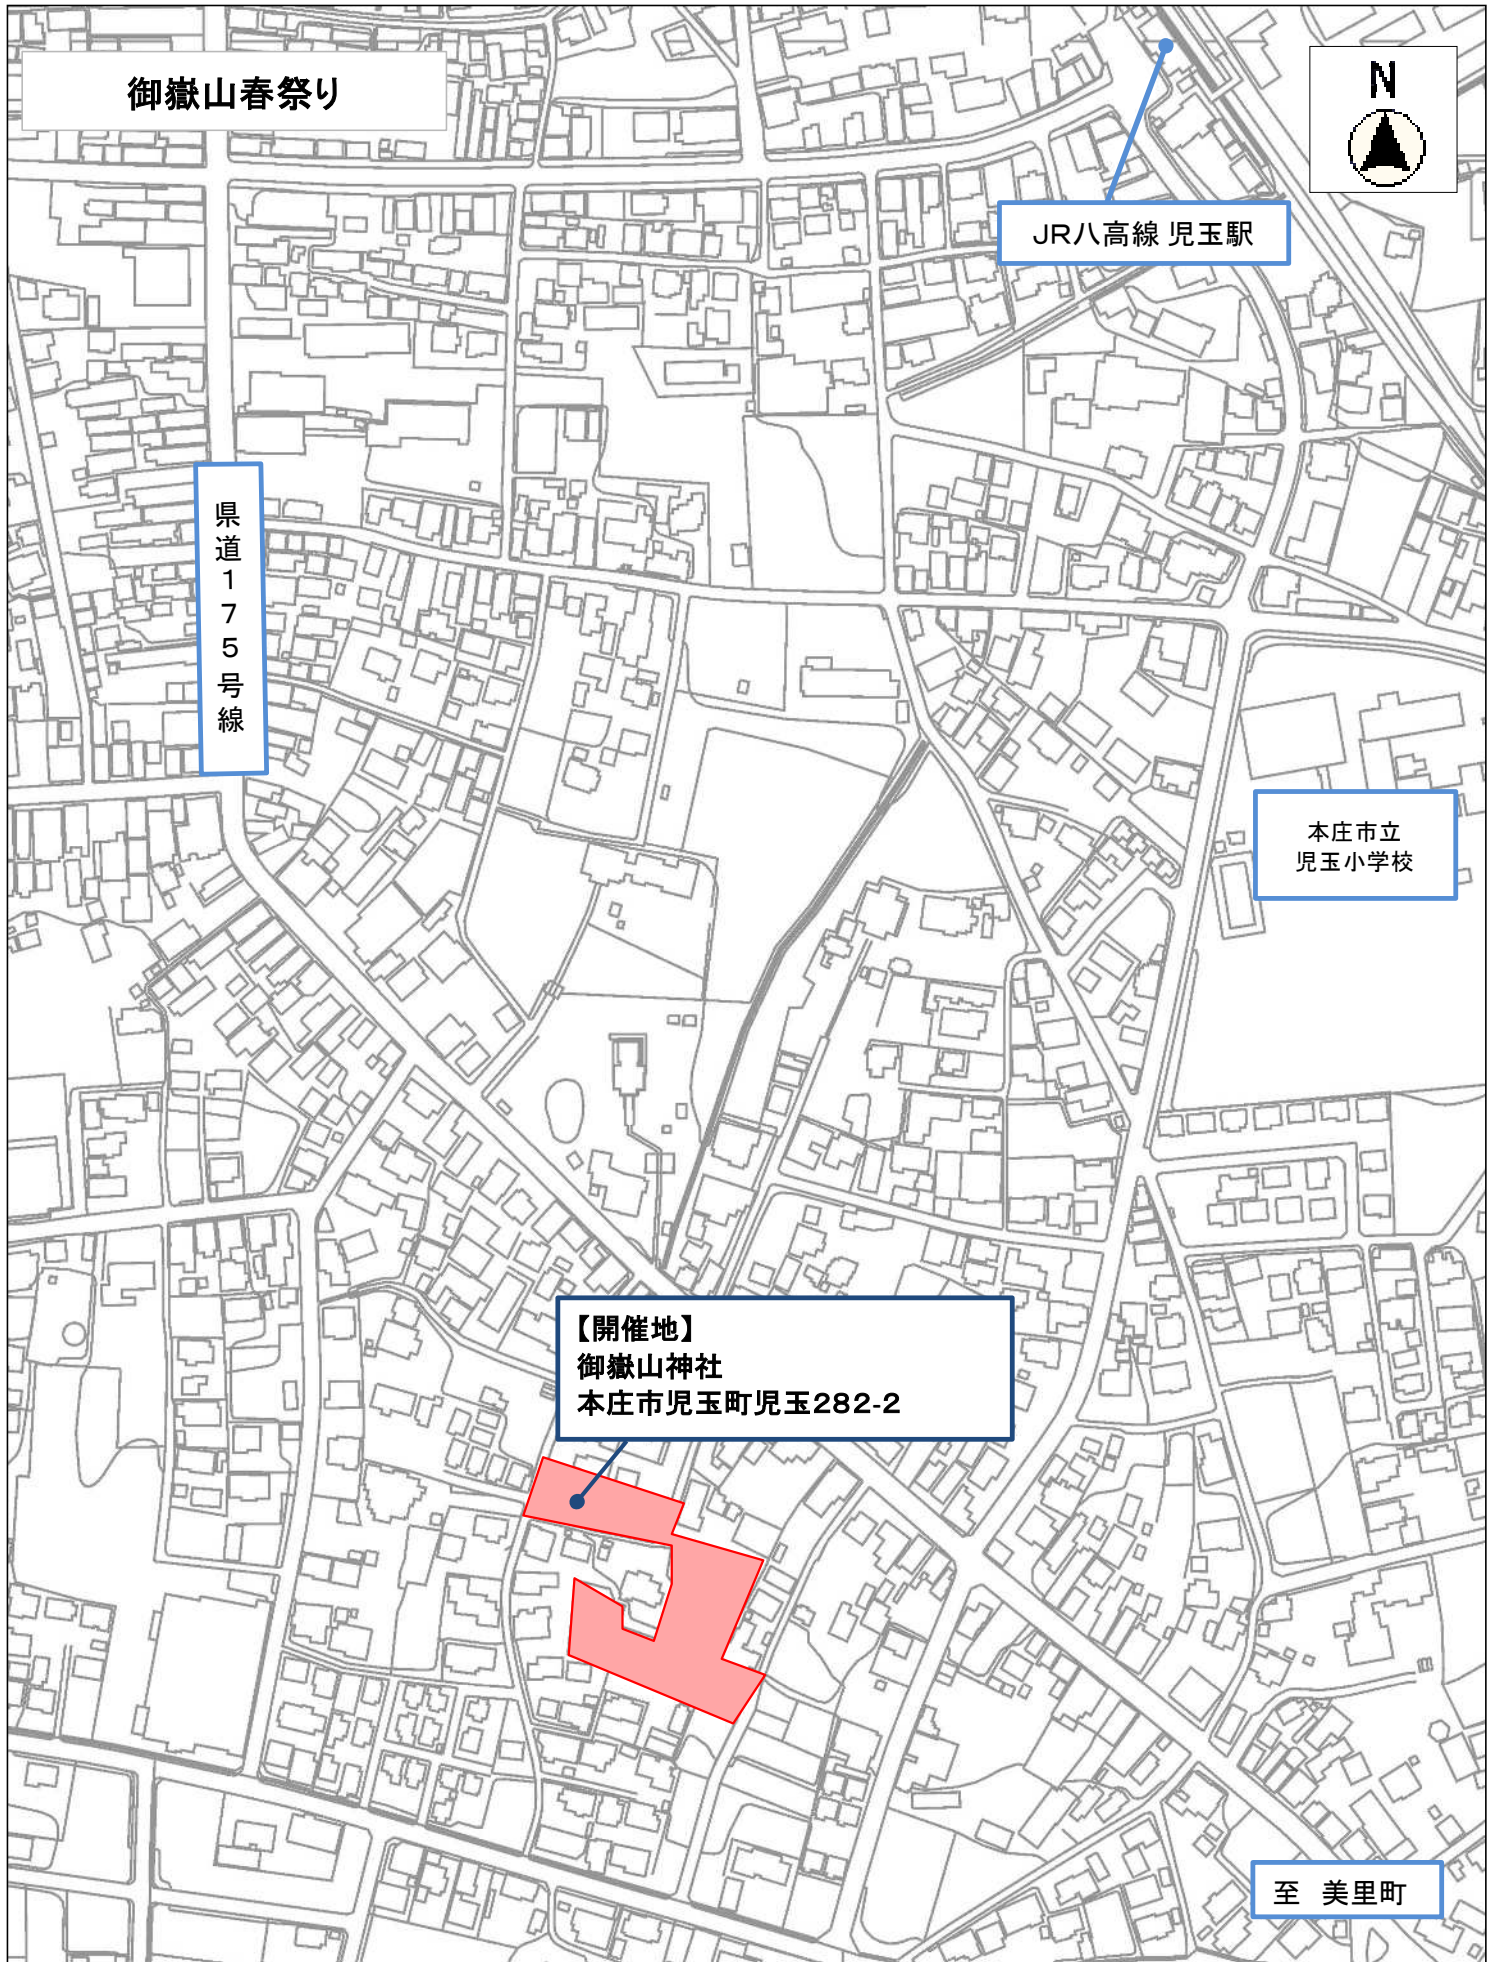 御嶽山春祭り
N
JR八高線 児玉駅
県道175号線
本庄市立
児玉小学校
【開催地】
御嶽山神社
本庄市児玉町児玉282-2
至　美里町